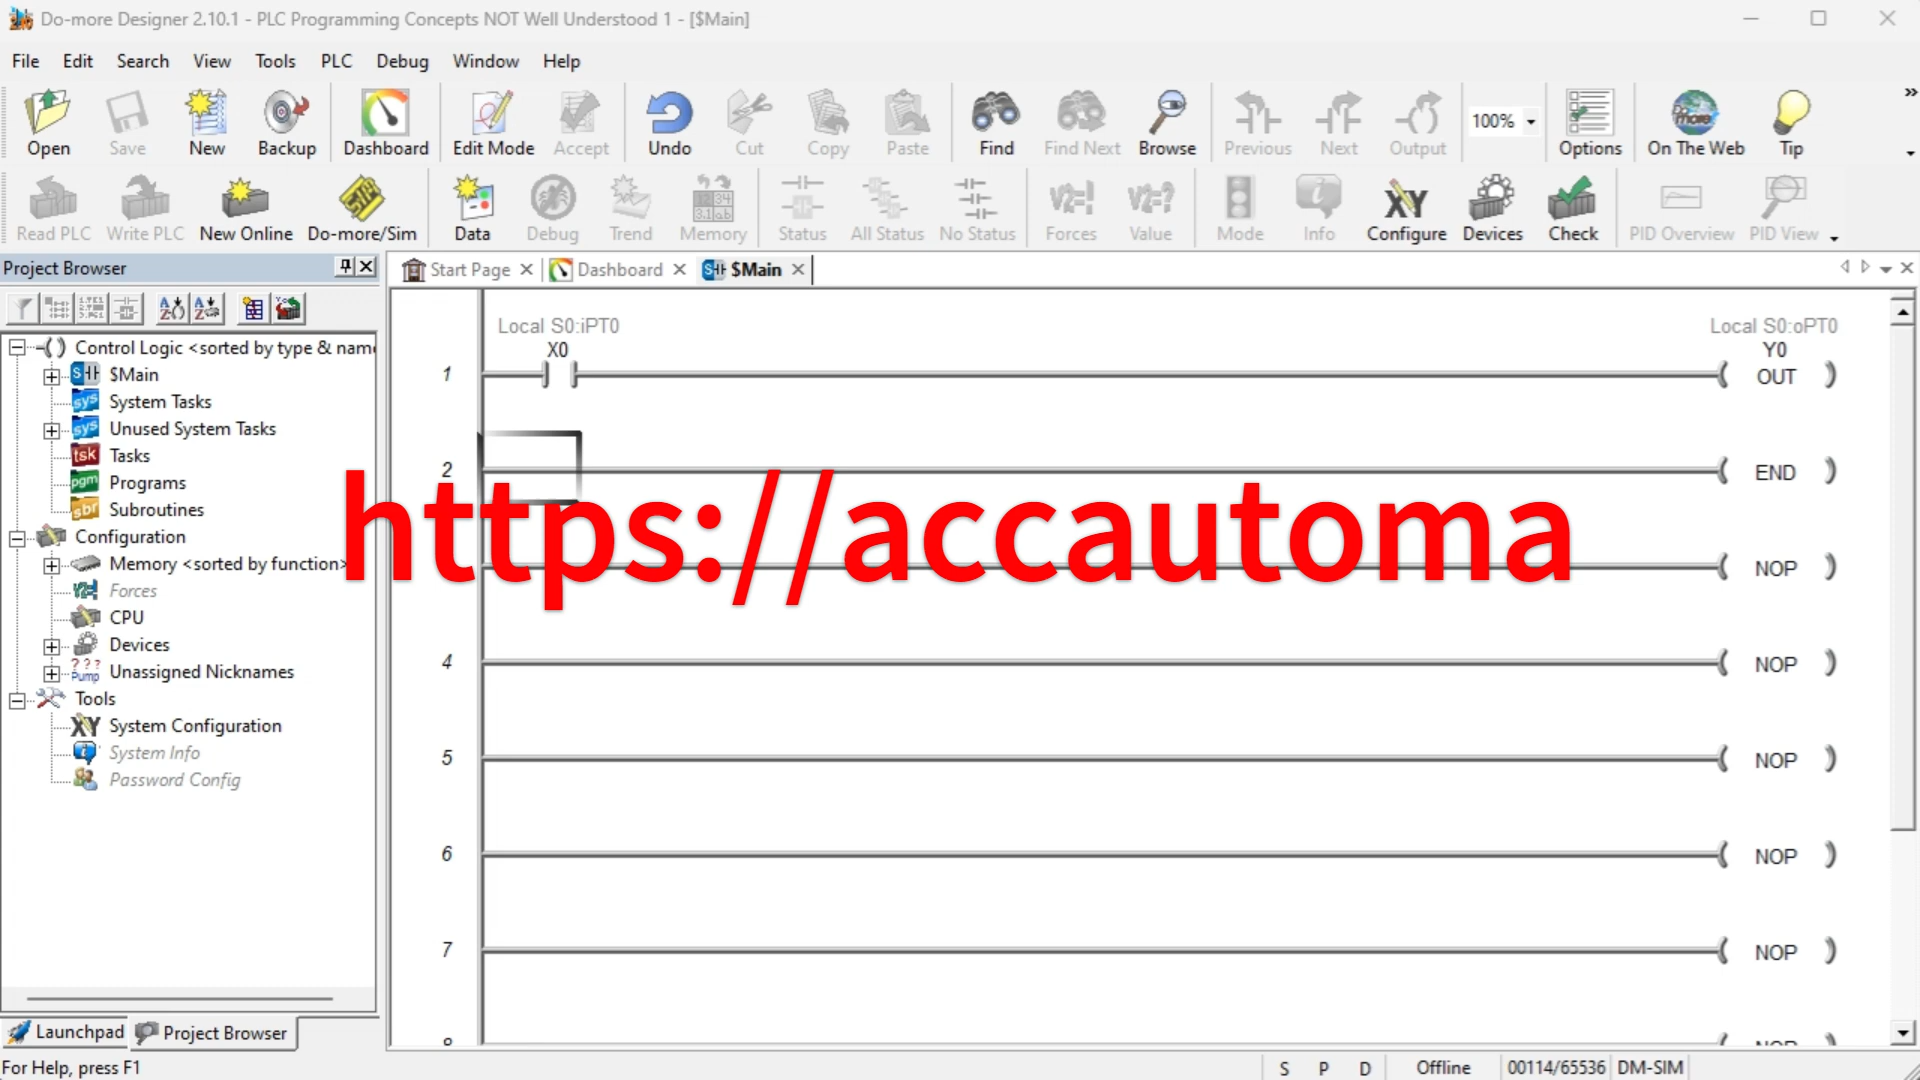 Do-more Designer 2.10.1 - PLC Programming Concepts NOT Well Understood 1 - [$Main]
File Edit Search View Tools PLC Debug Window Help
Open Save New Backup Dashboard Edit Mode Accept Undo Cut Copy Paste Find Find Next Browse Previous Next Output 100% Options On The Web Tip
Read PLC Write PLC New Online Do-more/Sim Data Debug Trend Memory Status All Status No Status Forces Value Mode Info Configure Devices Check PID Overview PID View
Project Browser
Start Page Dashboard $Main
Control Logic <sorted by type & name
$Main
System Tasks
Unused System Tasks
Tasks
Programs
Subroutines
Configuration
Memory <sorted by function>
Forces
CPU
Devices
Unassigned Nicknames
Tools
System Configuration
System Info
Password Config
Local S0:iPT0 Local S0:oPT0
X0 Y0
1 OUT
2 END
https://accautoma
NOP
4 NOP
5 NOP
6 NOP
7 NOP
8 NOP
Launchpad Project Browser
For Help, press F1 S P D Offline 00114/65536 DM-SIM